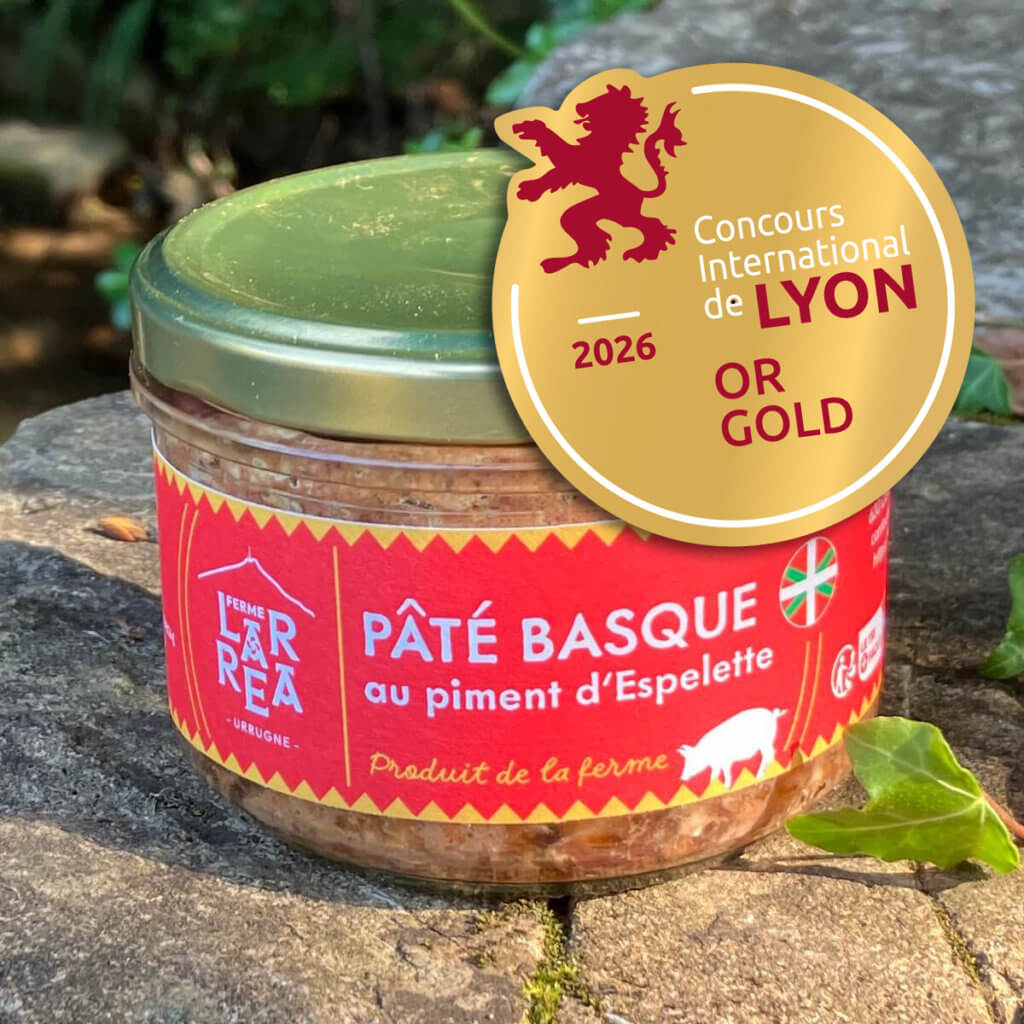 Concours
International
de LYON
2026
OR
GOLD
FERME
LARREA
- URRUGNE -
PÂTÉ BASQUE
au piment d'Espelette
Produit de la ferme